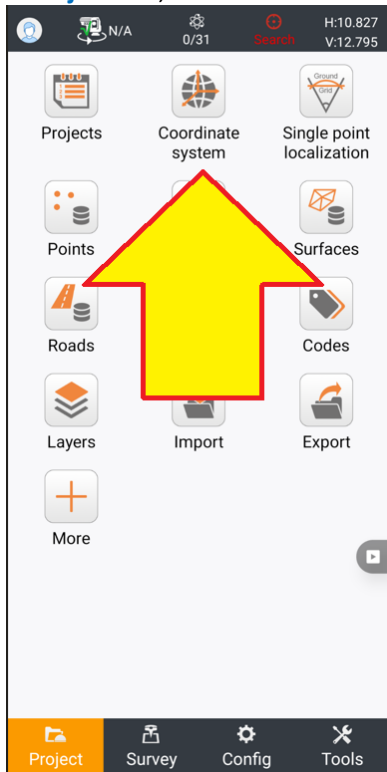 N/A
0/31
Search
H:10.827
V:12.795
Projects
Coordinate
system
Ground
Grid
Single point
localization
Points
Surfaces
Roads
Codes
Layers
Import
Export
More
Project
Survey
Config
Tools